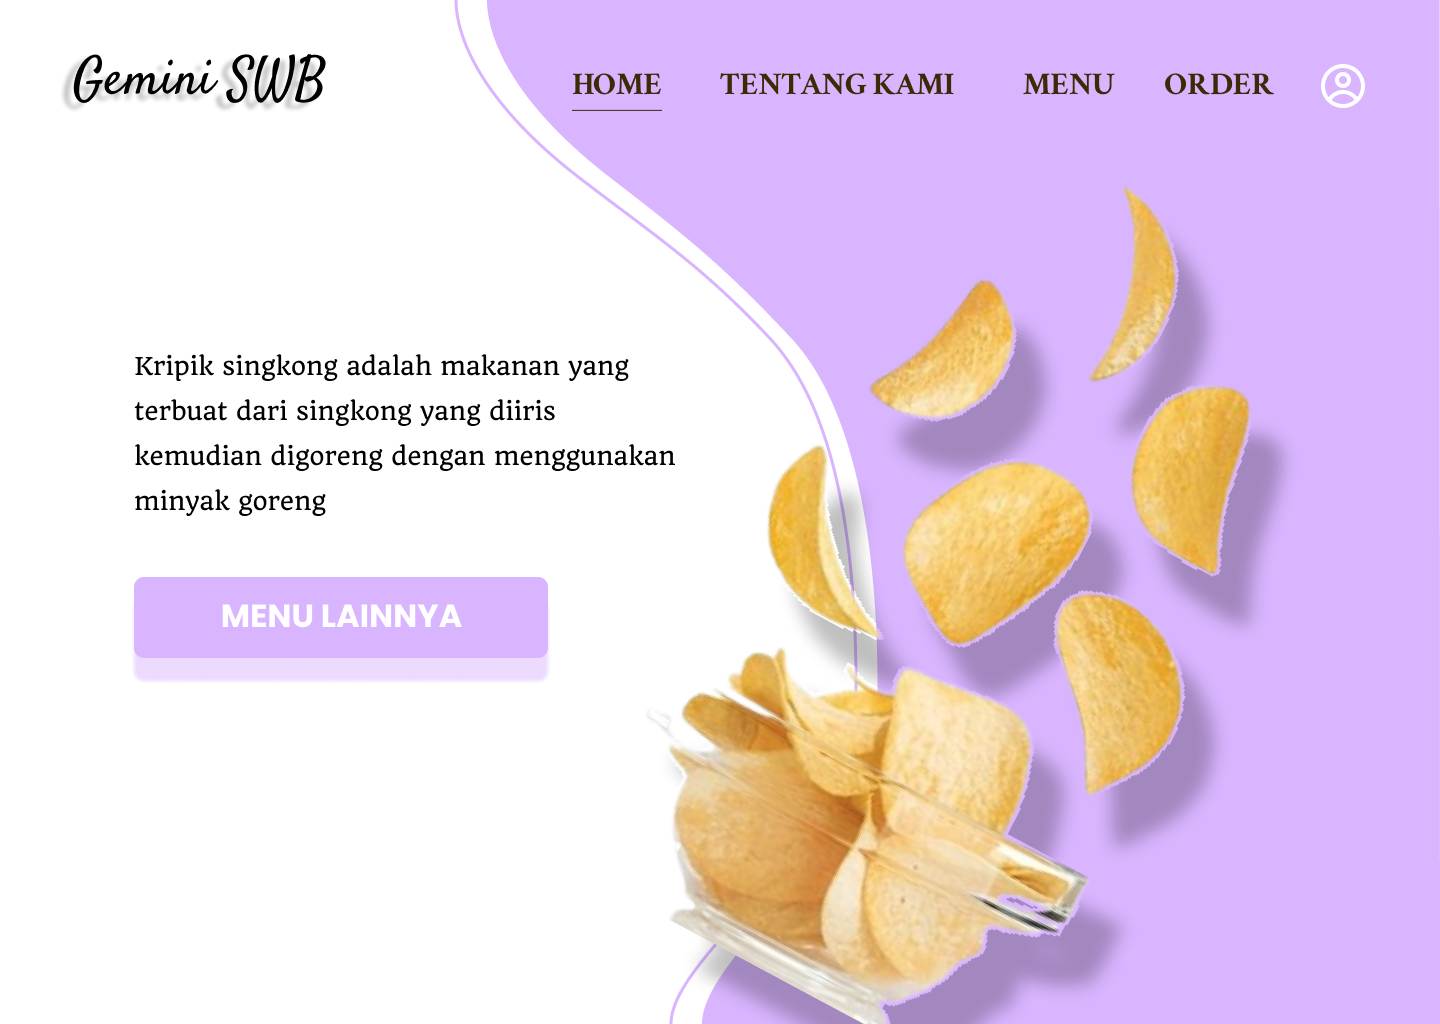 Gemini SWB
HOME TENTANG KAMI MENU ORDER
Kripik singkong adalah makanan yang
terbuat dari singkong yang diiris
kemudian digoreng dengan menggunakan
minyak goreng
MENU LAINNYA